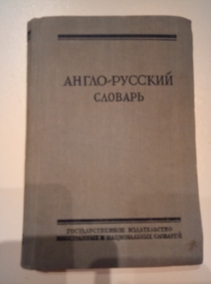 АНГЛО-РУССКИЙ
СЛОВАРЬ
ГОСУДАРСТВЕННОЕ ИЗДАТЕЛЬСТВО
ИНОСТРАННЫХ И НАЦИОНАЛЬНЫХ СЛОВАРЕЙ